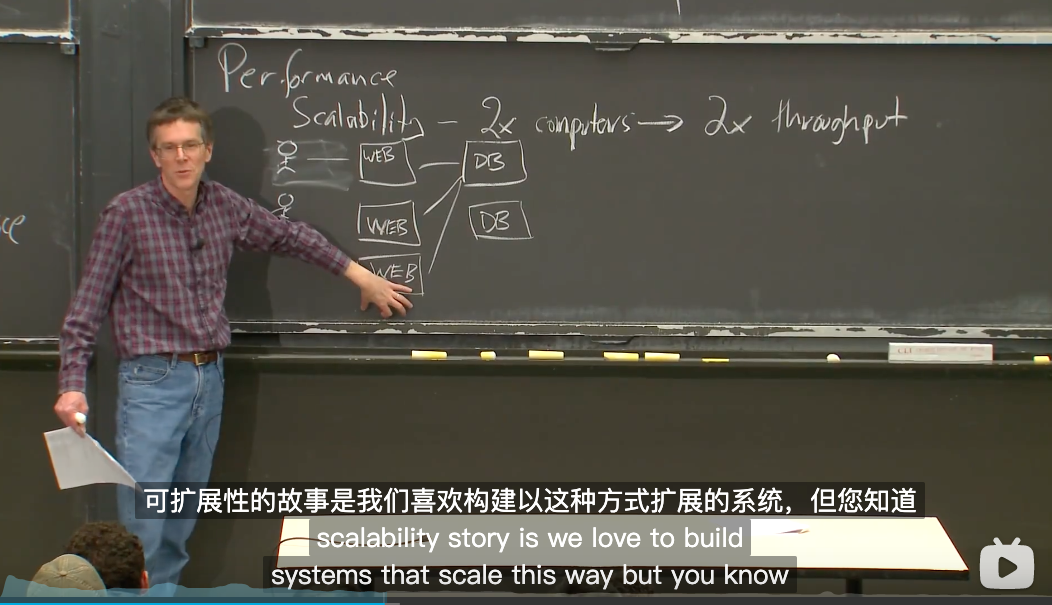 Performance
Scalability - 2x computers → 2x throughput
WEB DB
WEB DB
WEB
可扩展性的故事是我们喜欢构建以这种方式扩展的系统，但您知道
scalability story is we love to build
systems that scale this way but you know